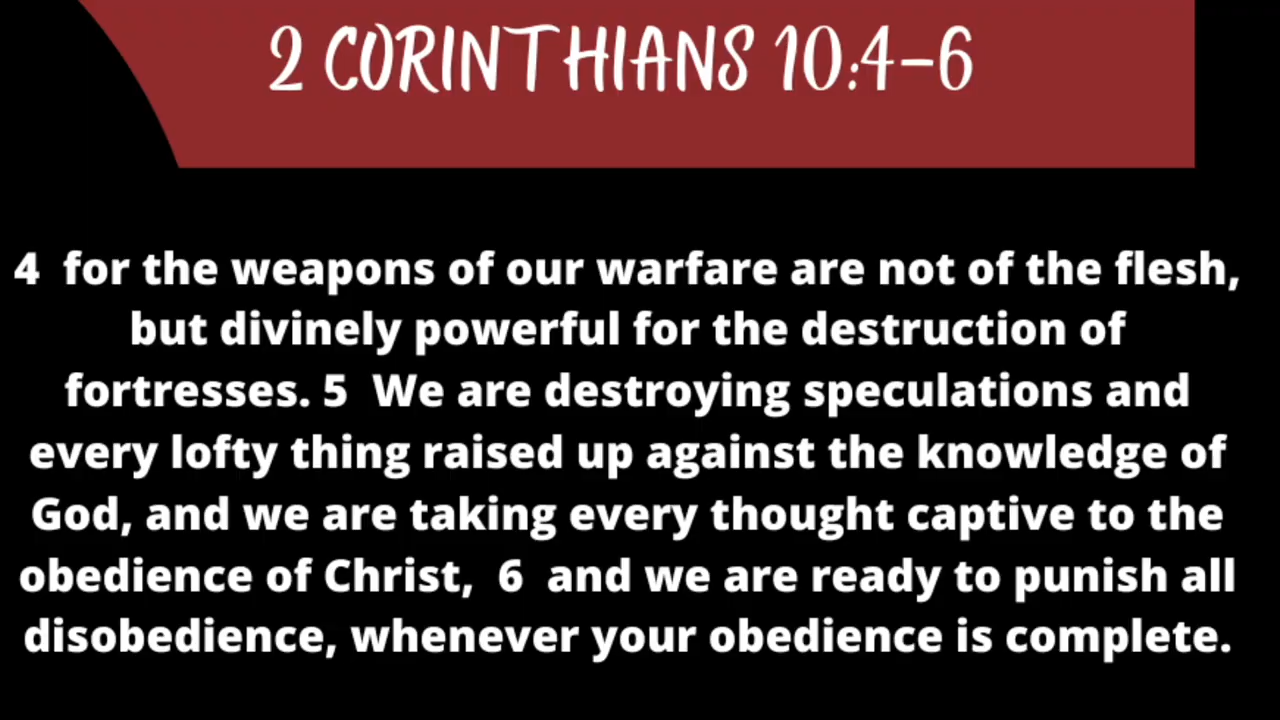 2 CORINTHIANS 10:4-6
4 for the weapons of our warfare are not of the flesh,
but divinely powerful for the destruction of
fortresses. 5 We are destroying speculations and
every lofty thing raised up against the knowledge of
God, and we are taking every thought captive to the
obedience of Christ, 6 and we are ready to punish all
disobedience, whenever your obedience is complete.